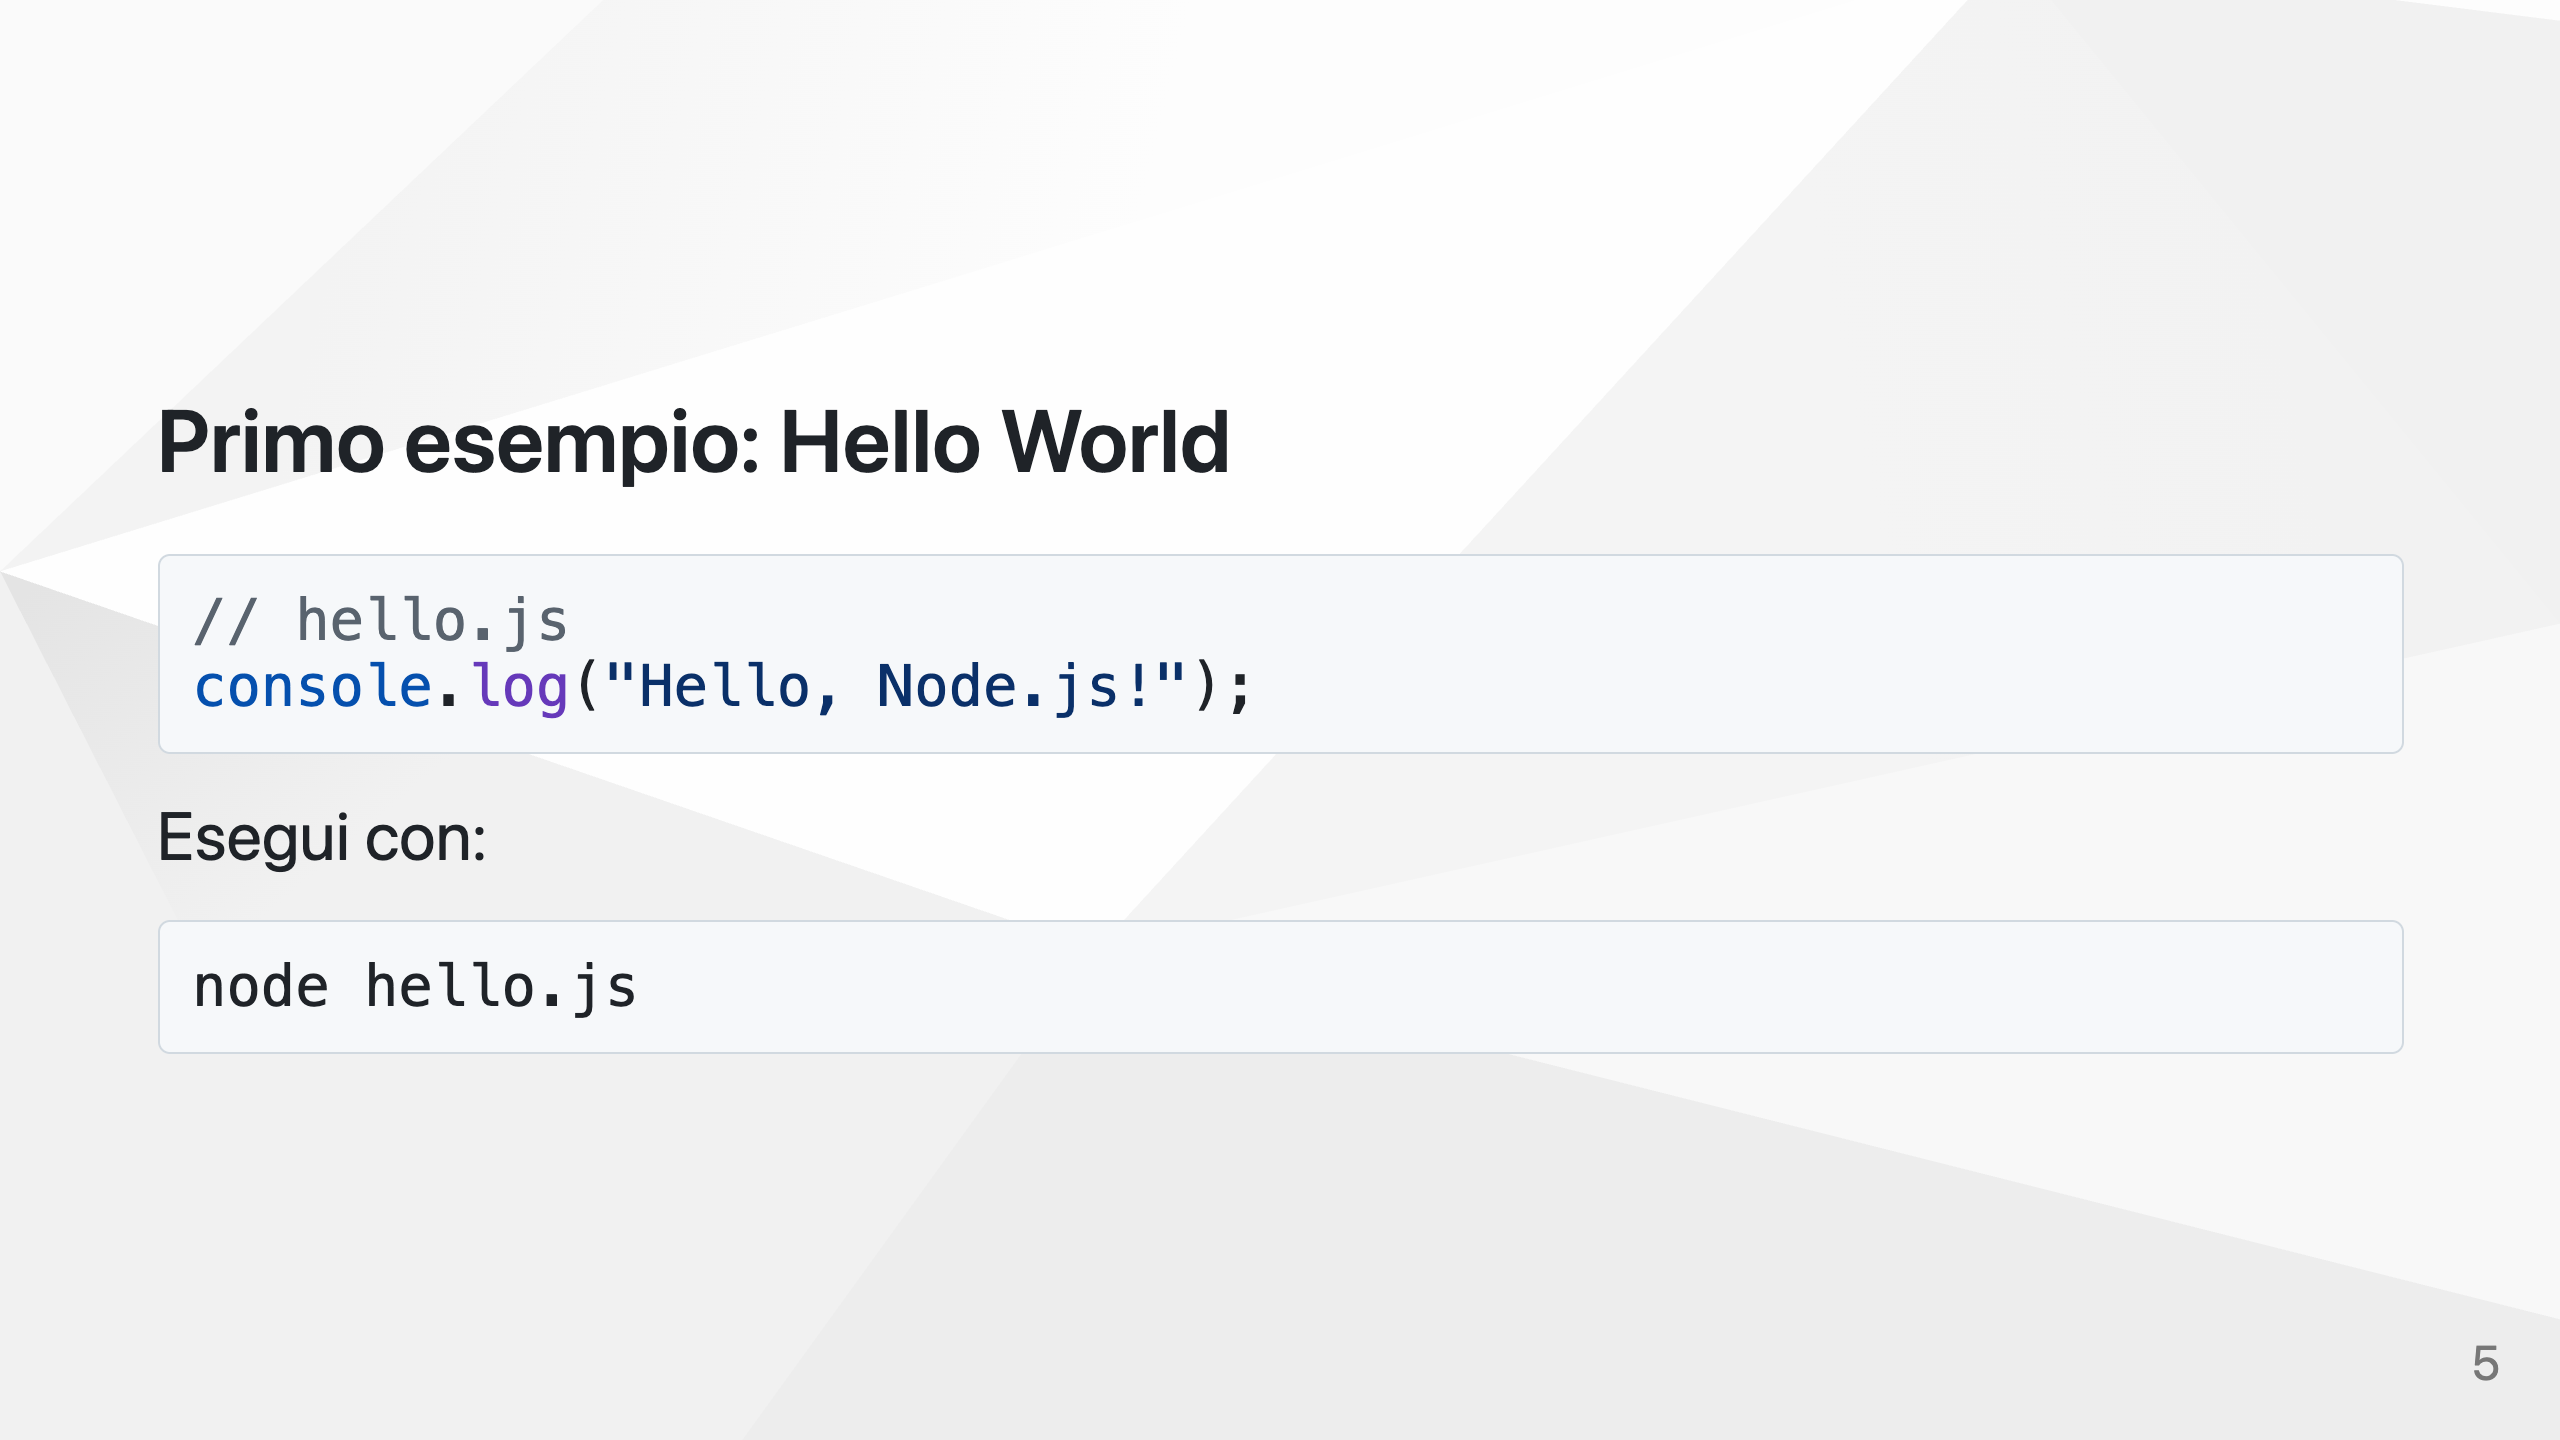 Primo esempio: Hello World
// hello.js
console.log("Hello, Node.js!");
Esegui con:
node hello.js
5